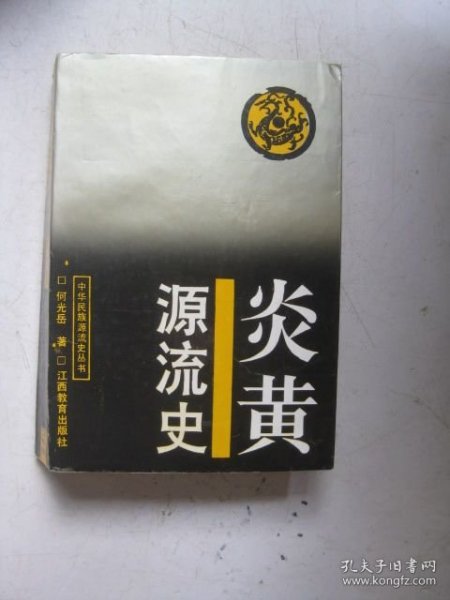 炎黄
源流史
中华民族源流史丛书
□何光岳 著□江西教育出版社
孔夫子旧书网
www.kongfz.com